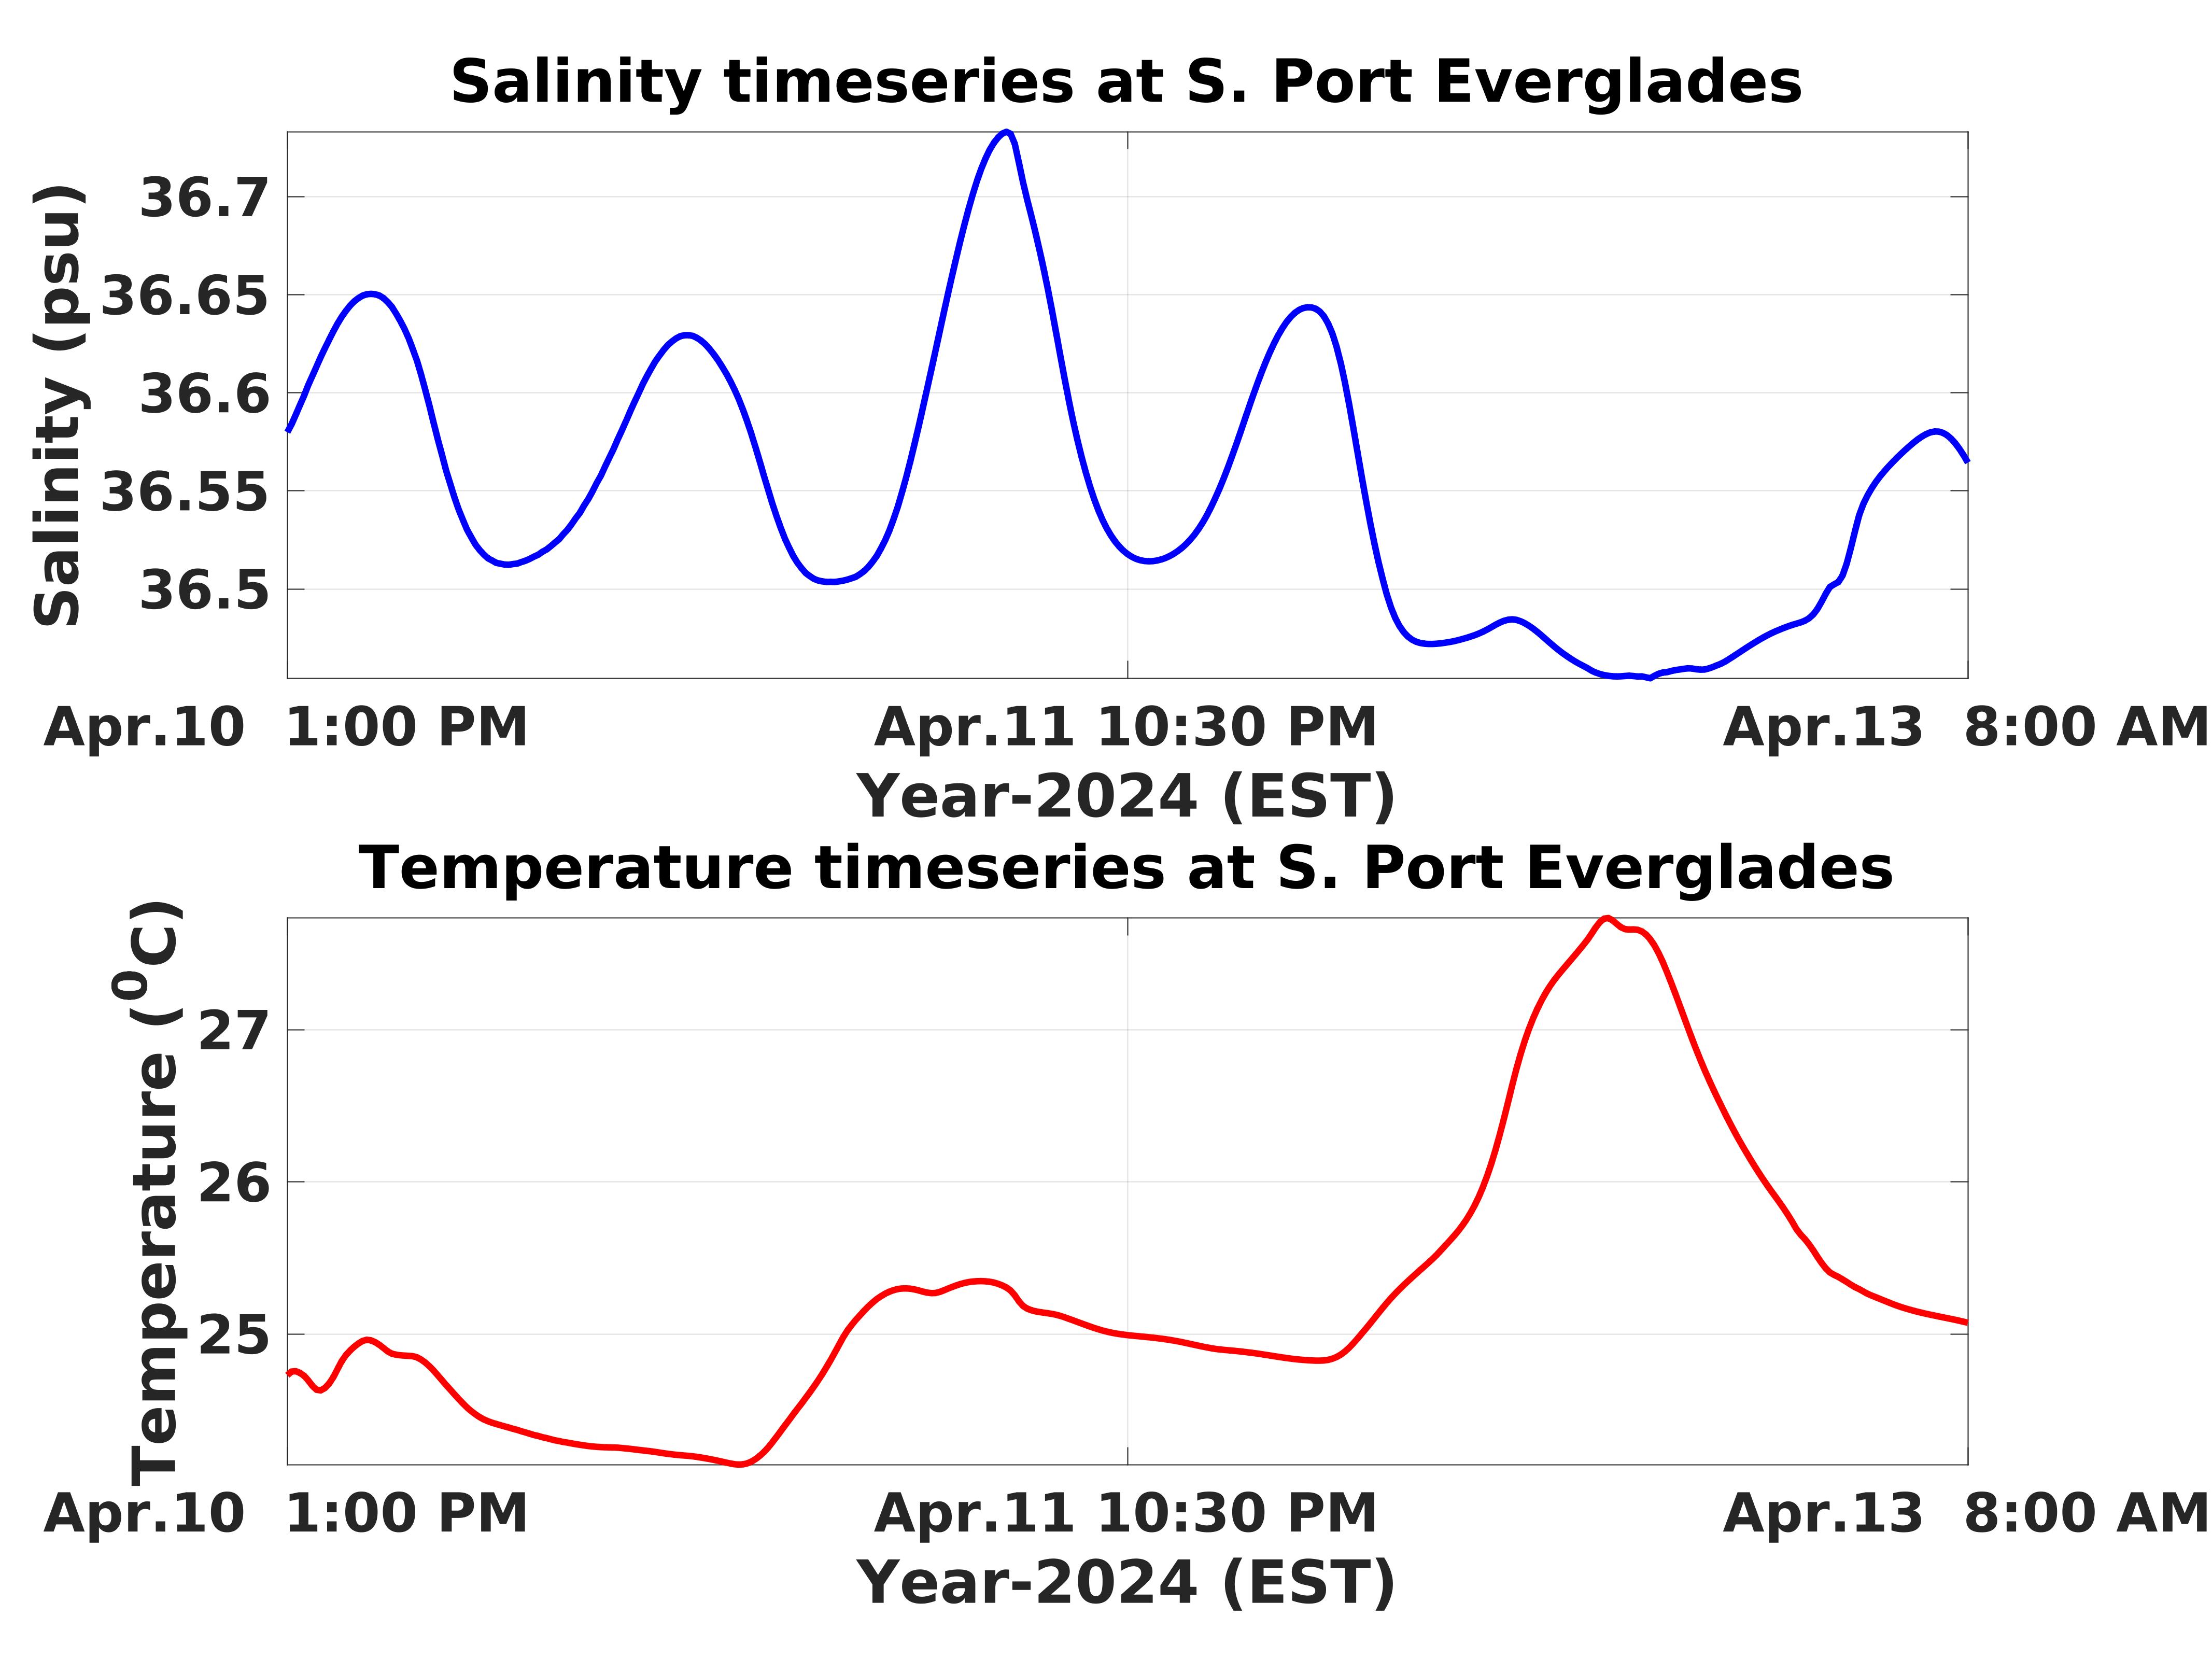 Salinity timeseries at S. Port Everglades
Salinity (psu)
36.7
36.65
36.6
36.55
36.5
Apr.10  1:00 PM
Apr.11 10:30 PM
Apr.13  8:00 AM
Year-2024 (EST)
Temperature timeseries at S. Port Everglades
Temperature (⁰C)
27
26
25
Apr.10  1:00 PM
Apr.11 10:30 PM
Apr.13  8:00 AM
Year-2024 (EST)